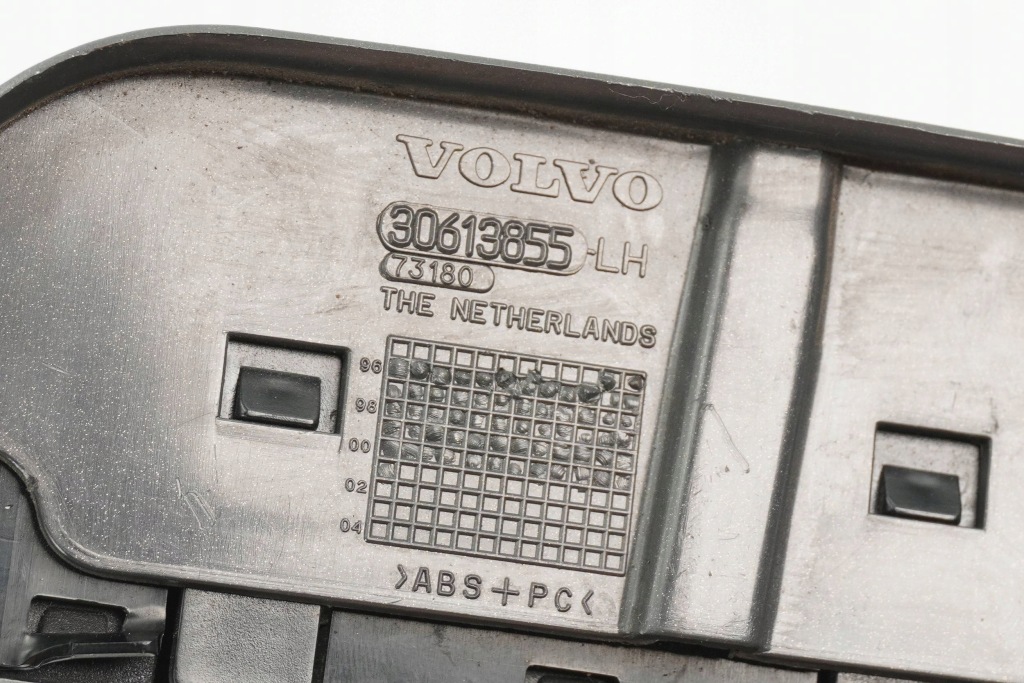 VOLVO
30613855-LH
73180
THE NETHERLANDS
96
98
00
02
04
>ABS+PC<